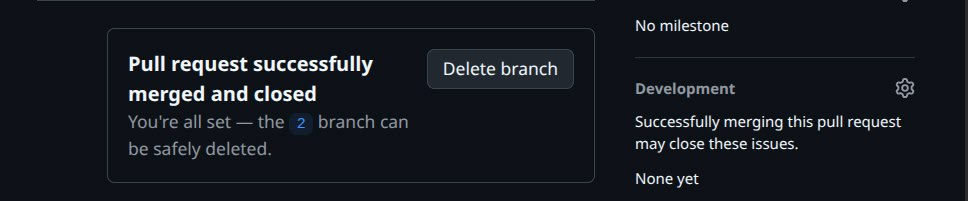 Pull request successfully
merged and closed
You're all set — the 2 branch can
be safely deleted.
Delete branch
No milestone
Development
Successfully merging this pull request
may close these issues.
None yet